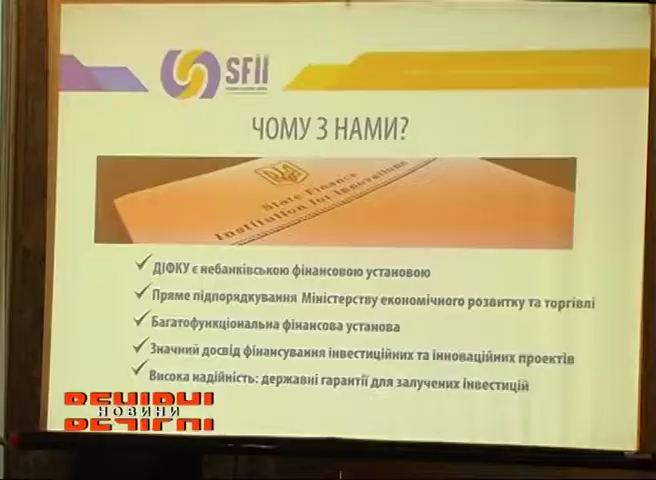 SFII
ЧОМУ З НАМИ?
State Finance
Institution for Innovations
ДІФКУ є небанківською фінансовою установою
Пряме підпорядкування Міністерству економічного розвитку та торгівлі
Багатофункціональна фінансова установа
Значний досвід фінансування інвестиційних та інноваційних проектів
Висока надійність: державні гарантії для залучених інвестицій
ВЕЧІРНІ
НОВИНИ
ВЕЧІРНІ